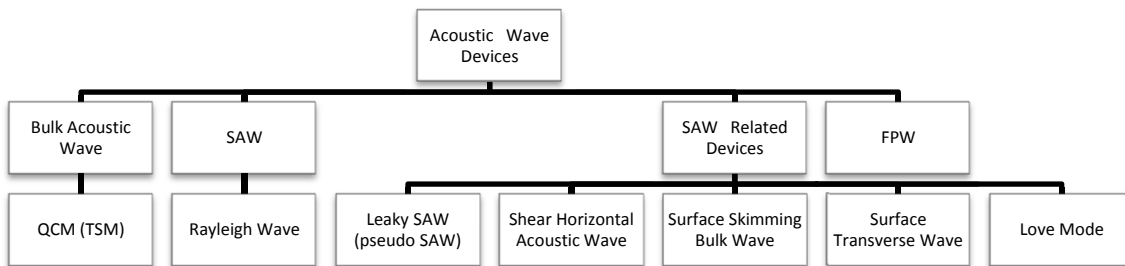 Acoustic Wave
Devices
Bulk Acoustic
Wave
SAW
SAW Related
Devices
FPW
QCM (TSM)
Rayleigh Wave
Leaky SAW
(pseudo SAW)
Shear Horizontal
Acoustic Wave
Surface Skimming
Bulk Wave
Surface
Transverse Wave
Love Mode